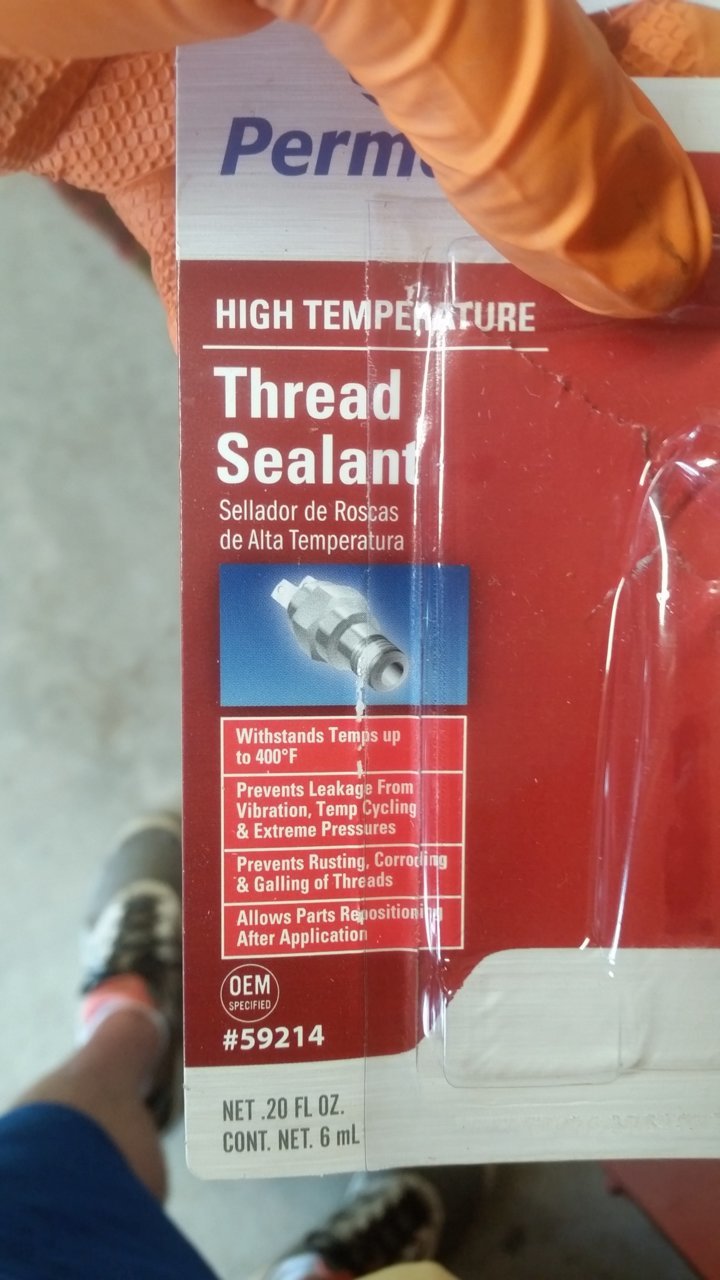 Perm
HIGH TEMPERATURE
Thread
Sealant
Sellador de Roscas
de Alta Temperatura
Withstands Temps up
to 400°F
Prevents Leakage From
Vibration, Temp Cycling
& Extreme Pressures
Prevents Rusting, Corroding
& Galling of Threads
Allows Parts Repositioning
After Application
OEM
SPECIFIED
#59214
NET .20 FL OZ.
CONT. NET. 6 mL